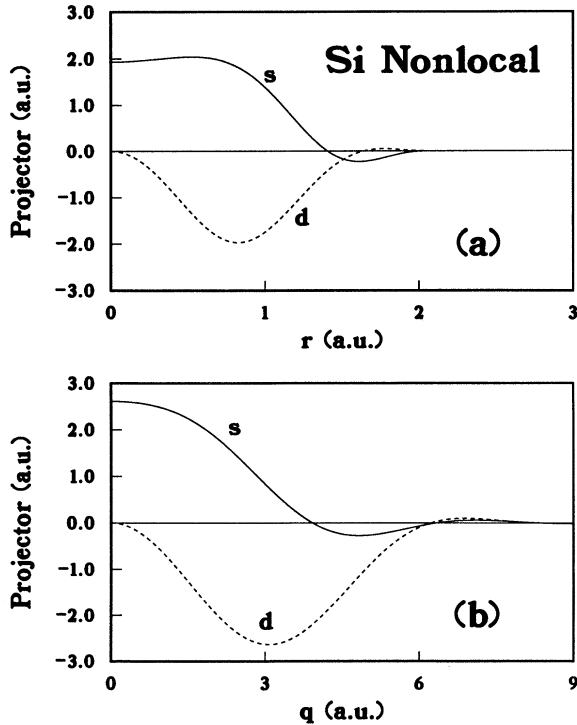 Si Nonlocal
Projector (a.u.)
3.0
2.0
1.0
0.0
−1.0
−2.0
−3.0
s
d
(a)
0 1 2 3
r (a.u.)
Projector (a.u.)
3.0
2.0
1.0
0.0
−1.0
−2.0
−3.0
s
d
(b)
0 3 6 9
q (a.u.)